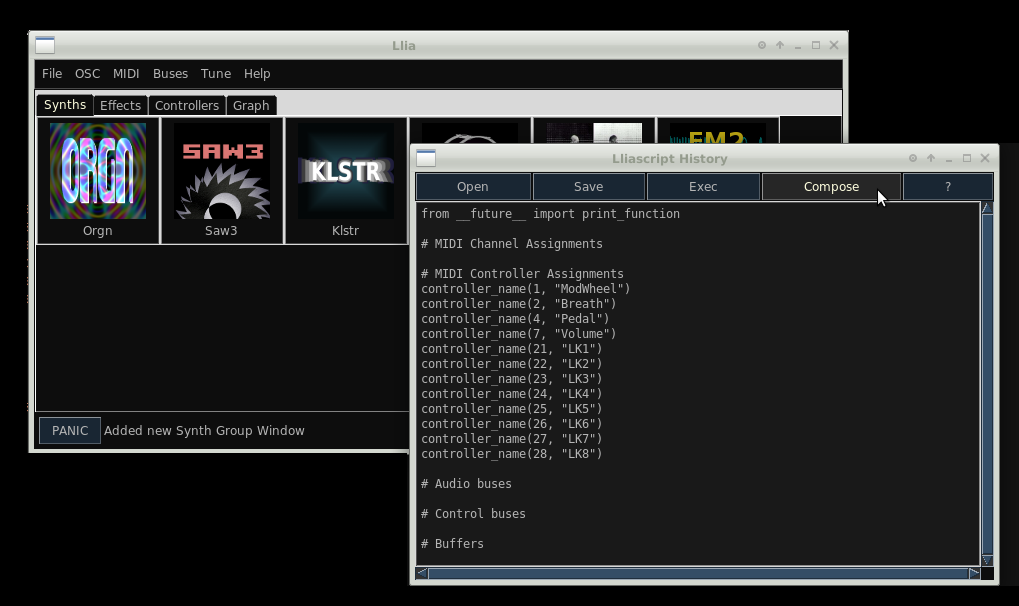 Llia
File OSC MIDI Buses Tune Help
Synths Effects Controllers Graph
ORGN SAW3 KLSTR FM2
Orgn Saw3 Klstr
PANIC Added new Synth Group Window
Lliascript History
Open Save Exec Compose ?
from __future__ import print_function
# MIDI Channel Assignments
# MIDI Controller Assignments
controller_name(1, "ModWheel")
controller_name(2, "Breath")
controller_name(4, "Pedal")
controller_name(7, "Volume")
controller_name(21, "LK1")
controller_name(22, "LK2")
controller_name(23, "LK3")
controller_name(24, "LK4")
controller_name(25, "LK5")
controller_name(26, "LK6")
controller_name(27, "LK7")
controller_name(28, "LK8")
# Audio buses
# Control buses
# Buffers